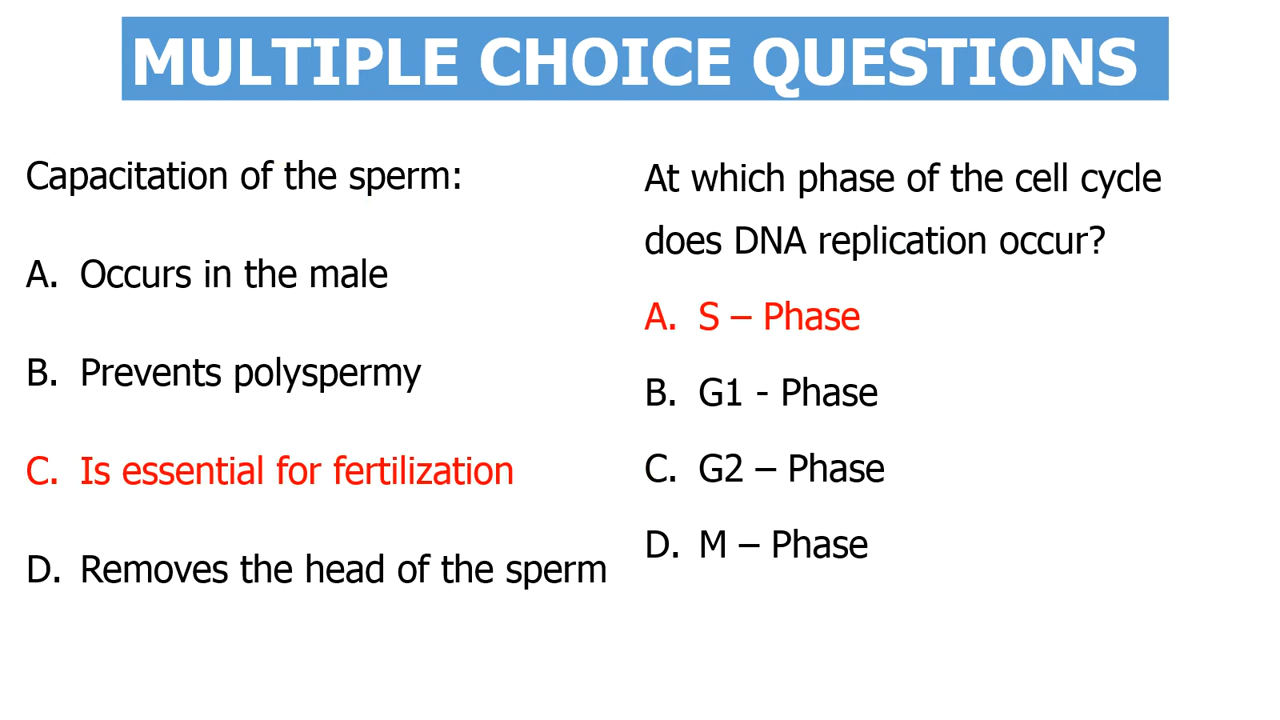 MULTIPLE CHOICE QUESTIONS
Capacitation of the sperm:
A. Occurs in the male
B. Prevents polyspermy
C. Is essential for fertilization
D. Removes the head of the sperm
At which phase of the cell cycle
does DNA replication occur?
A. S – Phase
B. G1 - Phase
C. G2 – Phase
D. M – Phase